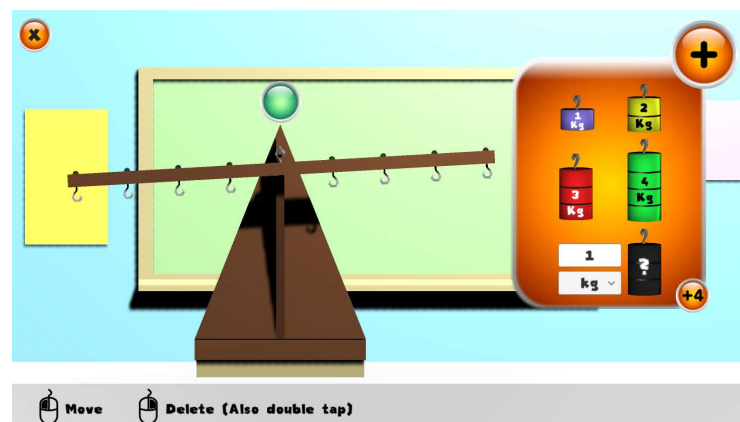 x
+
1
Kg
2
Kg
3
Kg
4
Kg
1
?
kg
+4
Move Delete (Also double tap)